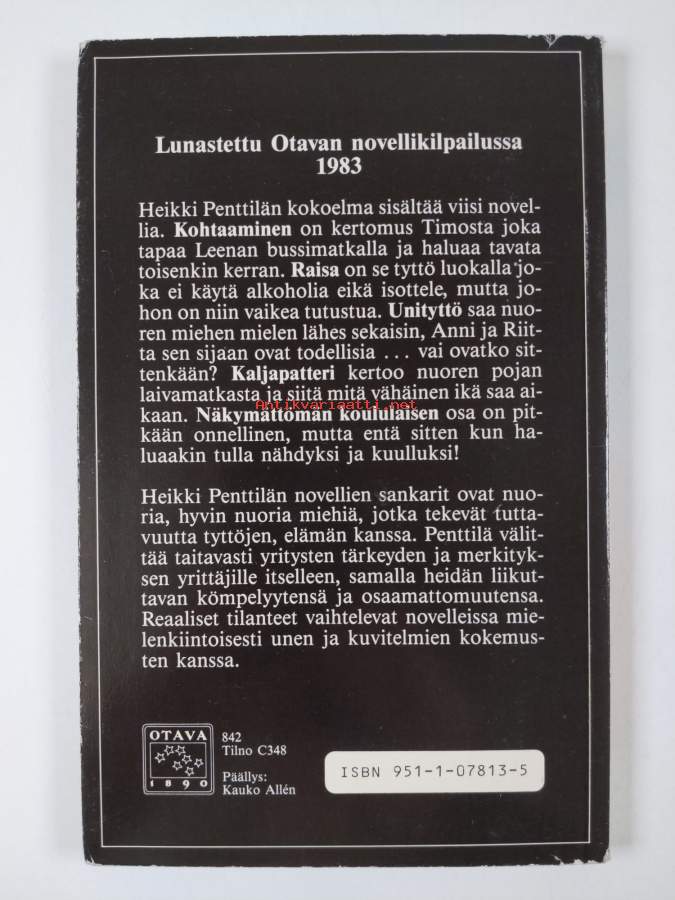 Lunastettu Otavan novellikilpailussa
1983
Heikki Penttilän kokoelma sisältää viisi novel-
lia. Kohtaaminen on kertomus Timosta joka
tapaa Leenan bussimatkalla ja haluaa tavata
toisenkin kerran. Raisa on se tyttö luokalla jo-
ka ei käytä alkoholia eikä isottele, mutta jo-
hon on niin vaikea tutustua. Unityttö saa nuo-
ren miehen mielen lähes sekaisin, Anni ja Riit-
ta sen sijaan ovat todellisia ... vai ovatko sit-
tenkään? Kaljapatteri kertoo nuoren pojan
laivamatkasta ja siitä mitä vähäinen ikä saa ai-
Antikvariaatti.net
kaan. Näkymättömän koululaisen osa on pit-
kään onnellinen, mutta entä sitten kun ha-
luaakin tulla nähdyksi ja kuulluksi!
Heikki Penttilän novellien sankarit ovat nuo-
ria, hyvin nuoria miehiä, jotka tekevät tutta-
vuutta tyttöjen, elämän kanssa. Penttilä välit-
tää taitavasti yritysten tärkeyden ja merkityk-
sen yrittäjille itselleen, samalla heidän liikut-
tavan kömpelyytensä ja osaamattomuutensa.
Reaaliset tilanteet vaihtelevat novelleissa mie-
lenkiintoisesti unen ja kuvitelmien kokemus-
ten kanssa.
OTAVA
1890
842
Tilno C348
Päällys:
Kauko Allén
ISBN 951-1-07813-5